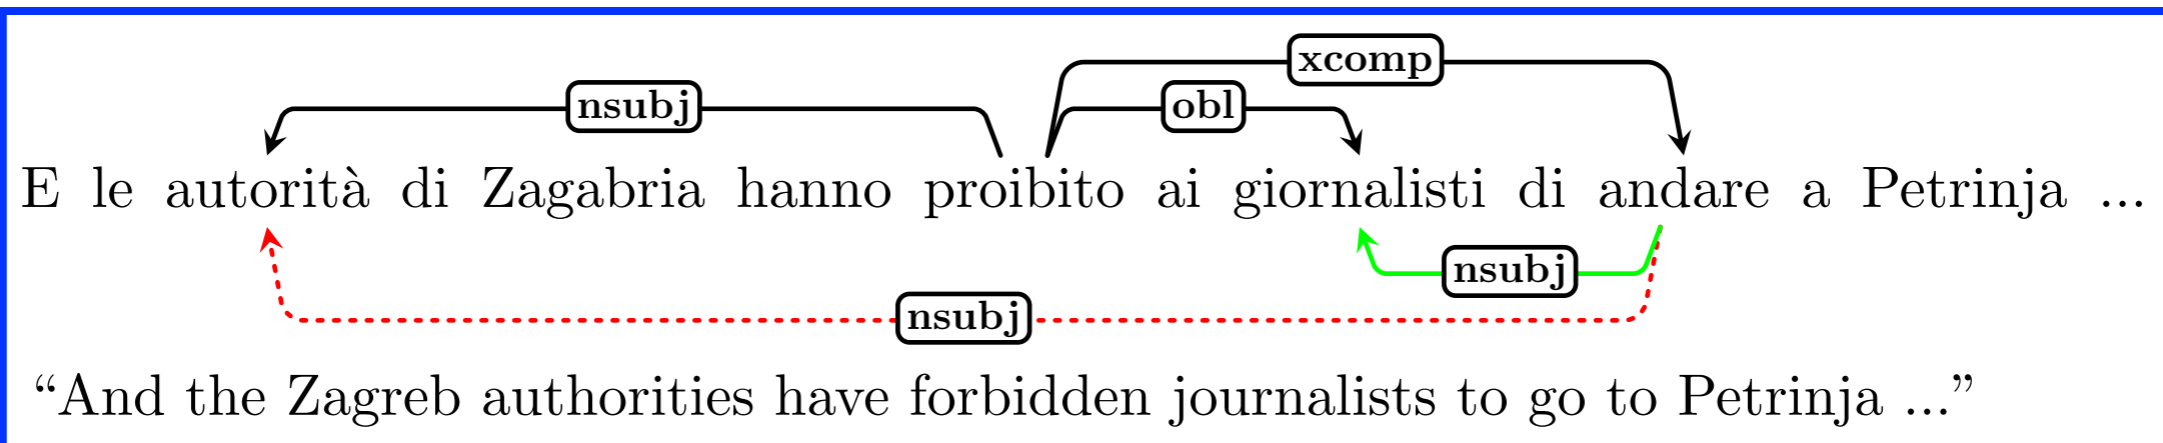 xcomp
nsubj obl
E le autorità di Zagabria hanno proibito ai giornalisti di andare a Petrinja ...
nsubj
nsubj
“And the Zagreb authorities have forbidden journalists to go to Petrinja ...”